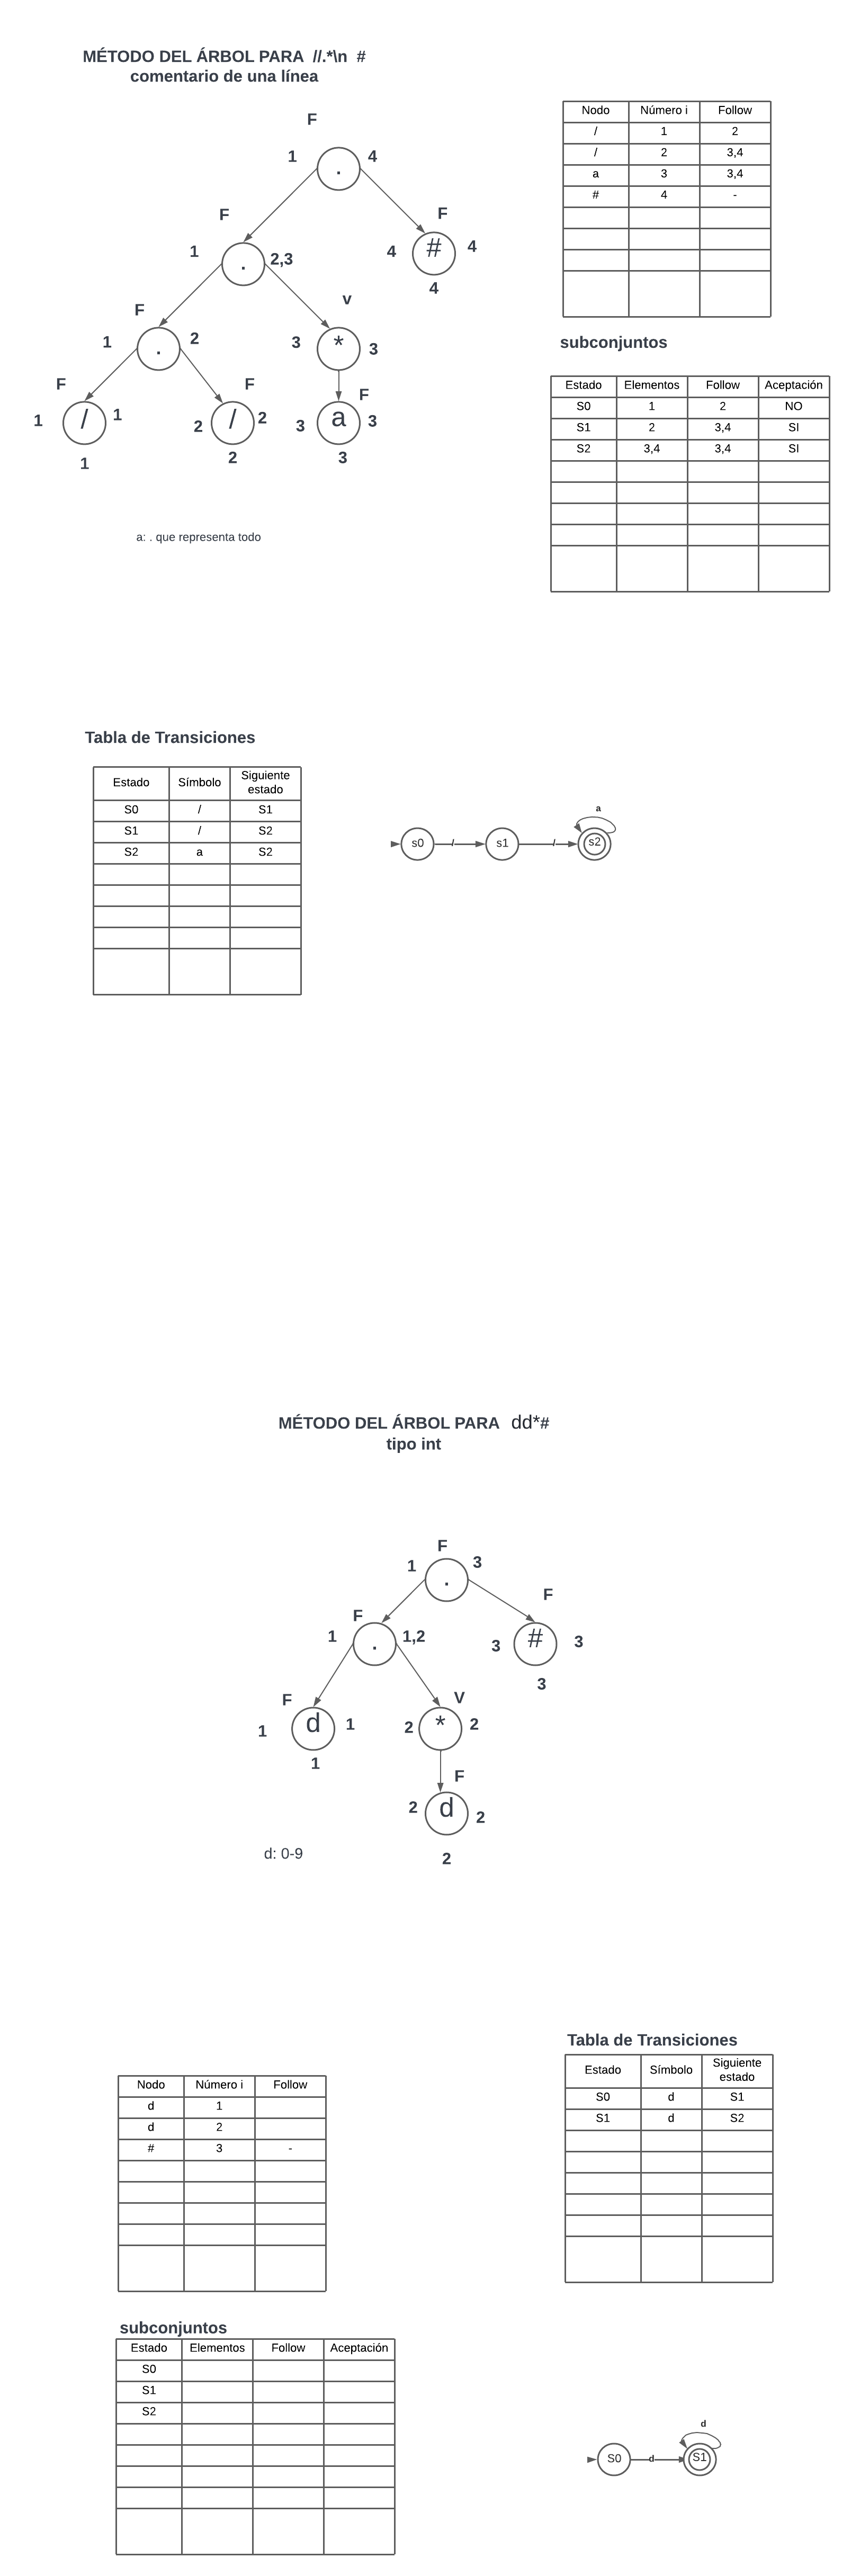 MÉTODO DEL ÁRBOL PARA //.*\n #
comentario de una línea
F
1 . 4
F
F
1 . 2,3
4 # 4
4
F
v
1 . 2
3 * 3
F
F
F
1 / 1
2 / 2
3 a 3
1
2
3
a: . que representa todo
Nodo Número i Follow
/ 1 2
/ 2 3,4
a 3 3,4
# 4 -
subconjuntos
Estado Elementos Follow Aceptación
S0 1 2 NO
S1 2 3,4 SI
S2 3,4 3,4 SI
Tabla de Transiciones
Estado Símbolo Siguiente
estado
S0 / S1
S1 / S2
S2 a S2
a
s0 / s1 / s2
MÉTODO DEL ÁRBOL PARA dd*#
tipo int
F
1 . 3
F
F
1 . 1,2
3 # 3
3
F
V
1 d 1
2 * 2
1
F
2 d 2
2
d: 0-9
Tabla de Transiciones
Estado Símbolo Siguiente
estado
S0 d S1
S1 d S2
Nodo Número i Follow
d 1
d 2
# 3 -
subconjuntos
Estado Elementos Follow Aceptación
S0
S1
S2
d
S0 d S1